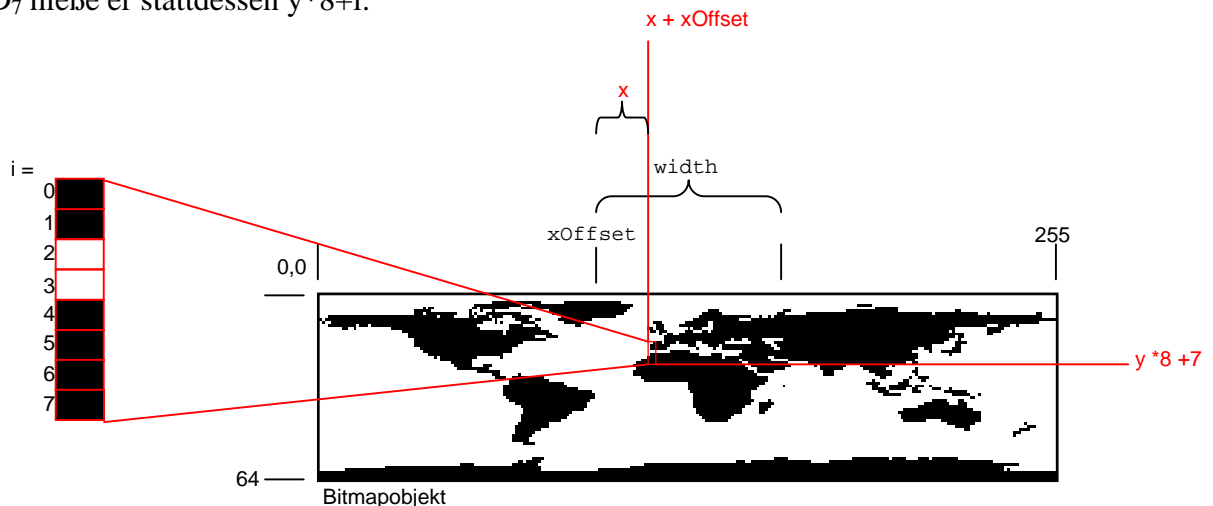 7 hieße er stattdessen y*8+i.
x + xOffset
x
width
i =
0
1
2
3
4
5
6
7
xOffset
255
0,0
y *8 +7
64
Bitmapobjekt